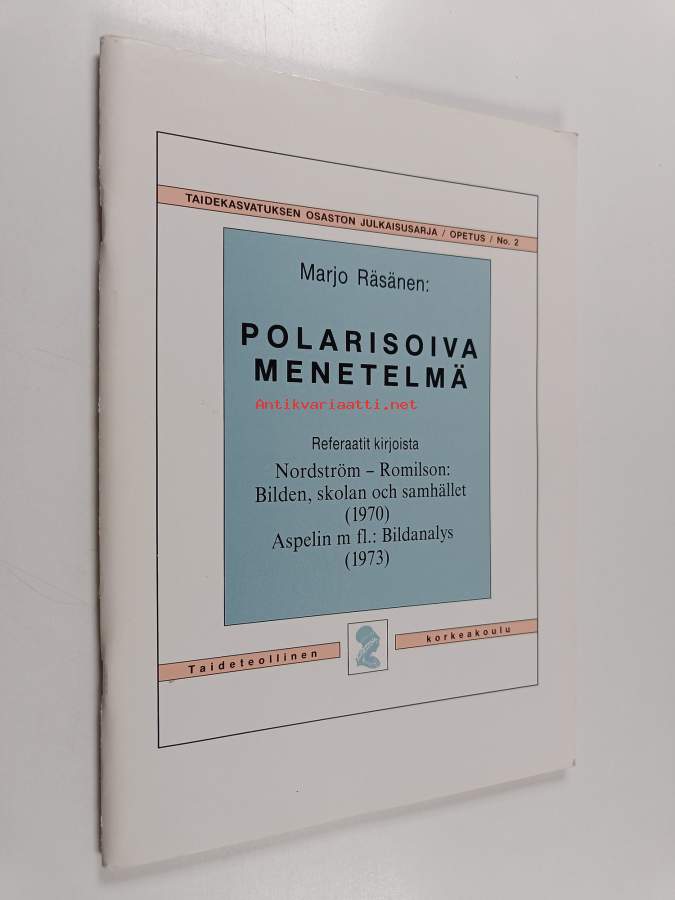 TAIDEKASVATUKSEN OSASTON JULKAISUSARJA / OPETUS / No. 2
Marjo Räsänen:
POLARISOIVA
MENETELMÄ
Antikvariaatti.net
Referaatit kirjoista
Nordström – Romilson:
Bilden, skolan och samhället
(1970)
Aspelin m fl.: Bildanalys
(1973)
Taideteollinen korkeakoulu